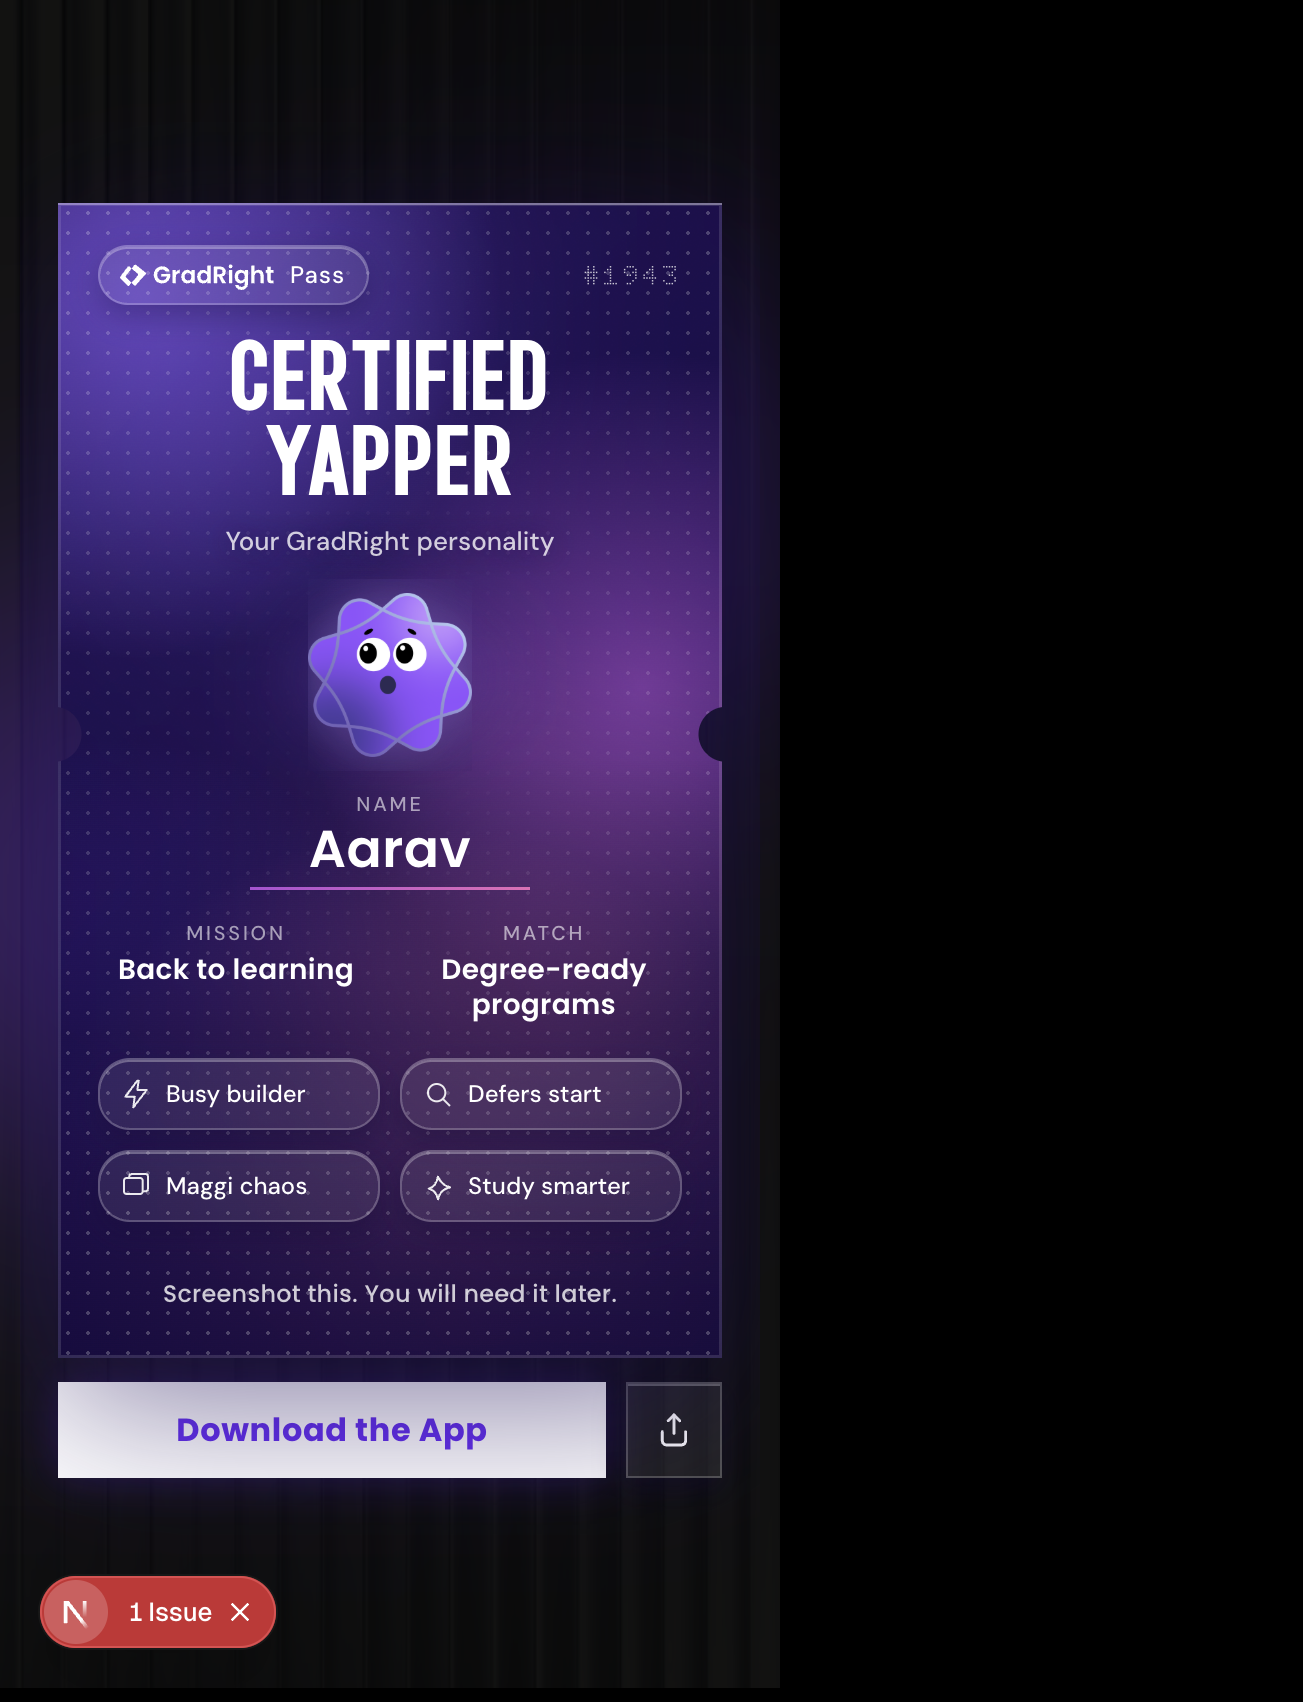 GradRight Pass
#1943
CERTIFIED
YAPPER
Your GradRight personality
NAME
Aarav
MISSION
Back to learning
MATCH
Degree-ready
programs
Busy builder
Defers start
Maggi chaos
Study smarter
Screenshot this. You will need it later.
Download the App
N 1 Issue